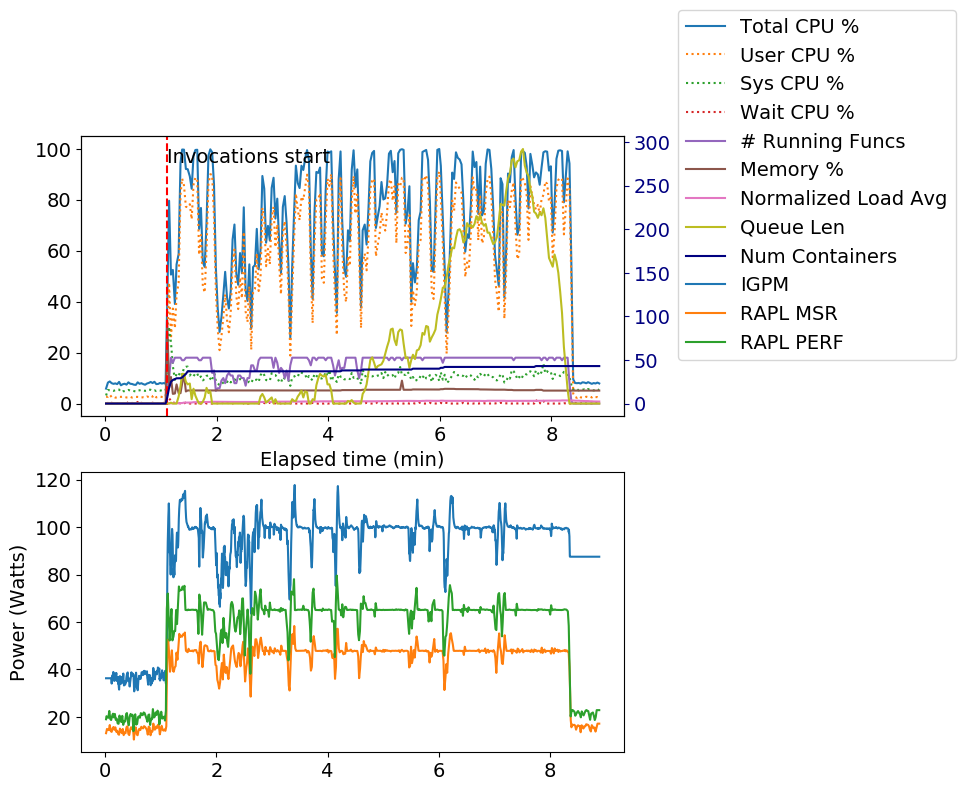 Total CPU %
User CPU %
Sys CPU %
Wait CPU %
# Running Funcs
Memory %
Normalized Load Avg
Queue Len
Num Containers
IGPM
RAPL MSR
RAPL PERF
Invocations start
100
80
60
40
20
0
300
250
200
150
100
50
0
0 2 4 6 8
Elapsed time (min)
Power (Watts)
120
100
80
60
40
20
0 2 4 6 8